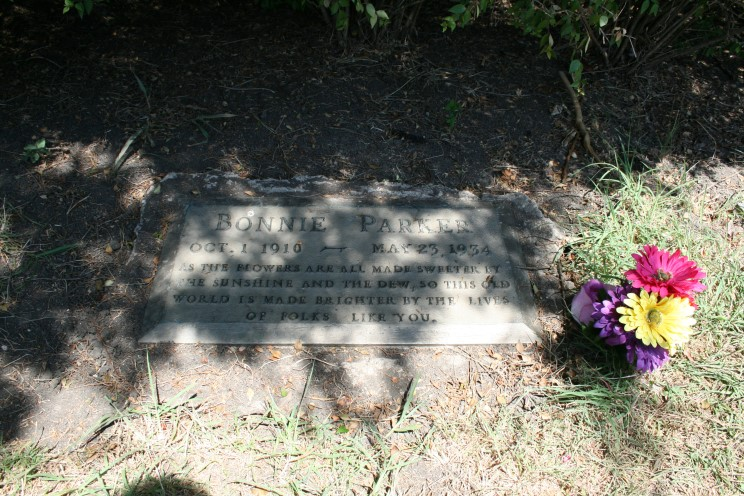 BONNIE PARKER
OCT. 1 1910 — MAY 23, 1934
AS THE FLOWERS ARE ALL MADE SWEETER BY
THE SUNSHINE AND THE DEW, SO THIS OLD
WORLD IS MADE BRIGHTER BY THE LIVES
OF FOLKS LIKE YOU.